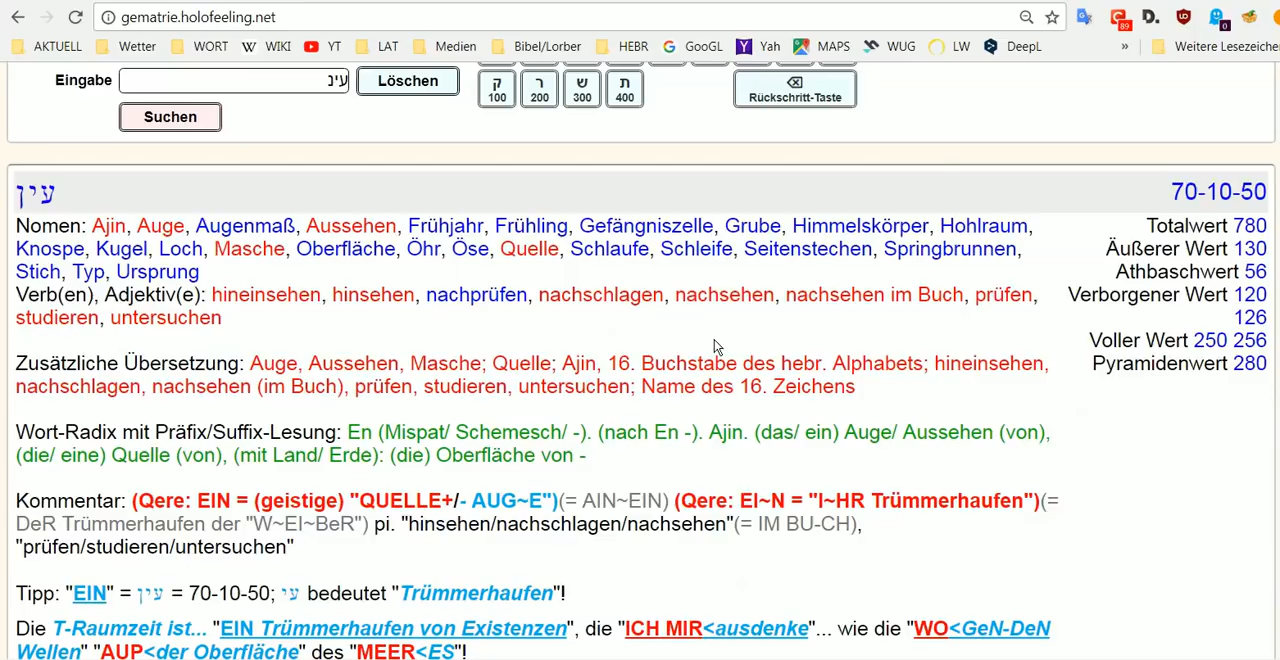 gematrie.holofeeling.net
AKTUELL Wetter WORT WIKI YT LAT Medien Bibel/Lorber HEBR GooGL Yah MAPS WUG LW DeepL » Weitere Lesezeiche
Eingabe עינ Löschen ק 100 ר 200 ש 300 ת 400 Rückschritt-Taste
Suchen
עין 70-10-50
Nomen: Ajin, Auge, Augenmaß, Aussehen, Frühjahr, Frühling, Gefängniszelle, Grube, Himmelskörper, Hohlraum, Totalwert 780
Knospe, Kugel, Loch, Masche, Oberfläche, Öhr, Öse, Quelle, Schlaufe, Schleife, Seitenstechen, Springbrunnen, Äußerer Wert 130
Stich, Typ, Ursprung Athbaschwert 56
Verb(en), Adjektiv(e): hineinsehen, hinsehen, nachprüfen, nachschlagen, nachsehen, nachsehen im Buch, prüfen, Verborgener Wert 120
studieren, untersuchen 126
Voller Wert 250 256
Zusätzliche Übersetzung: Auge, Aussehen, Masche; Quelle; Ajin, 16. Buchstabe des hebr. Alphabets; hineinsehen, Pyramidenwert 280
nachschlagen, nachsehen (im Buch), prüfen, studieren, untersuchen; Name des 16. Zeichens
Wort-Radix mit Präfix/Suffix-Lesung: En (Mispat/ Schemesch/ -). (nach En -). Ajin. (das/ ein) Auge/ Aussehen (von),
(die/ eine) Quelle (von), (mit Land/ Erde): (die) Oberfläche von -
Kommentar: (Qere: EIN = (geistige) "QUELLE+/- AUG~E")(= AIN~EIN) (Qere: EI~N = "I~HR Trümmerhaufen")(=
DeR Trümmerhaufen der "W~EI~BeR") pi. "hinsehen/nachschlagen/nachsehen"(= IM BU-CH),
"prüfen/studieren/untersuchen"
Tipp: "EIN" = עין = 70-10-50; עי bedeutet "Trümmerhaufen"!
Die T-Raumzeit ist... "EIN Trümmerhaufen von Existenzen", die "ICH MIR<ausdenke"... wie die "WO<GeN-DeN
Wellen" "AUP<der Oberfläche" des "MEER<ES"!